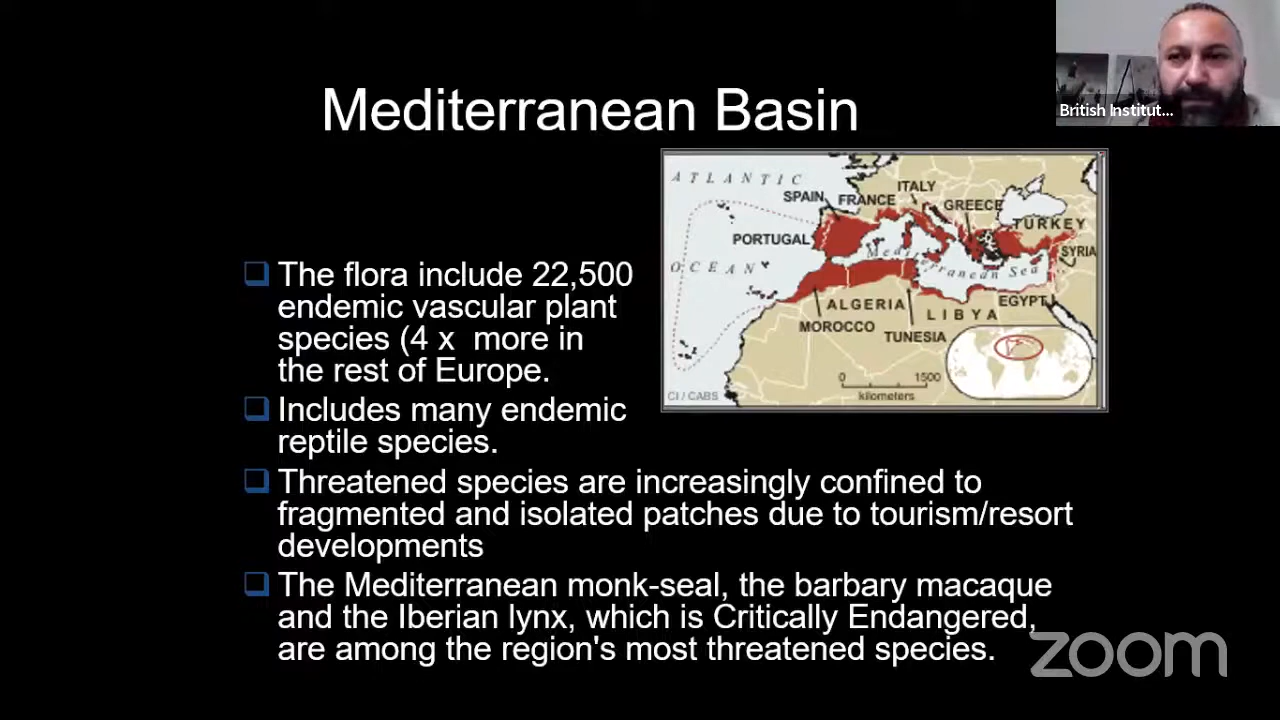 Mediterranean Basin
British Institut...
❑ The flora include 22,500
endemic vascular plant
species (4 x more in
the rest of Europe.
❑ Includes many endemic
reptile species.
❑ Threatened species are increasingly confined to
fragmented and isolated patches due to tourism/resort
developments
❑ The Mediterranean monk-seal, the barbary macaque
and the Iberian lynx, which is Critically Endangered,
are among the region's most threatened species.
ATLANTIC
OCEAN
ITALY
SPAIN
FRANCE
GREECE
TURKEY
PORTUGAL
SYRIA
Mediterranean Sea
ALGERIA
EGYPT
LIBYA
MOROCCO
TUNESIA
0 1500
kilometers
CI / CABS
zoom